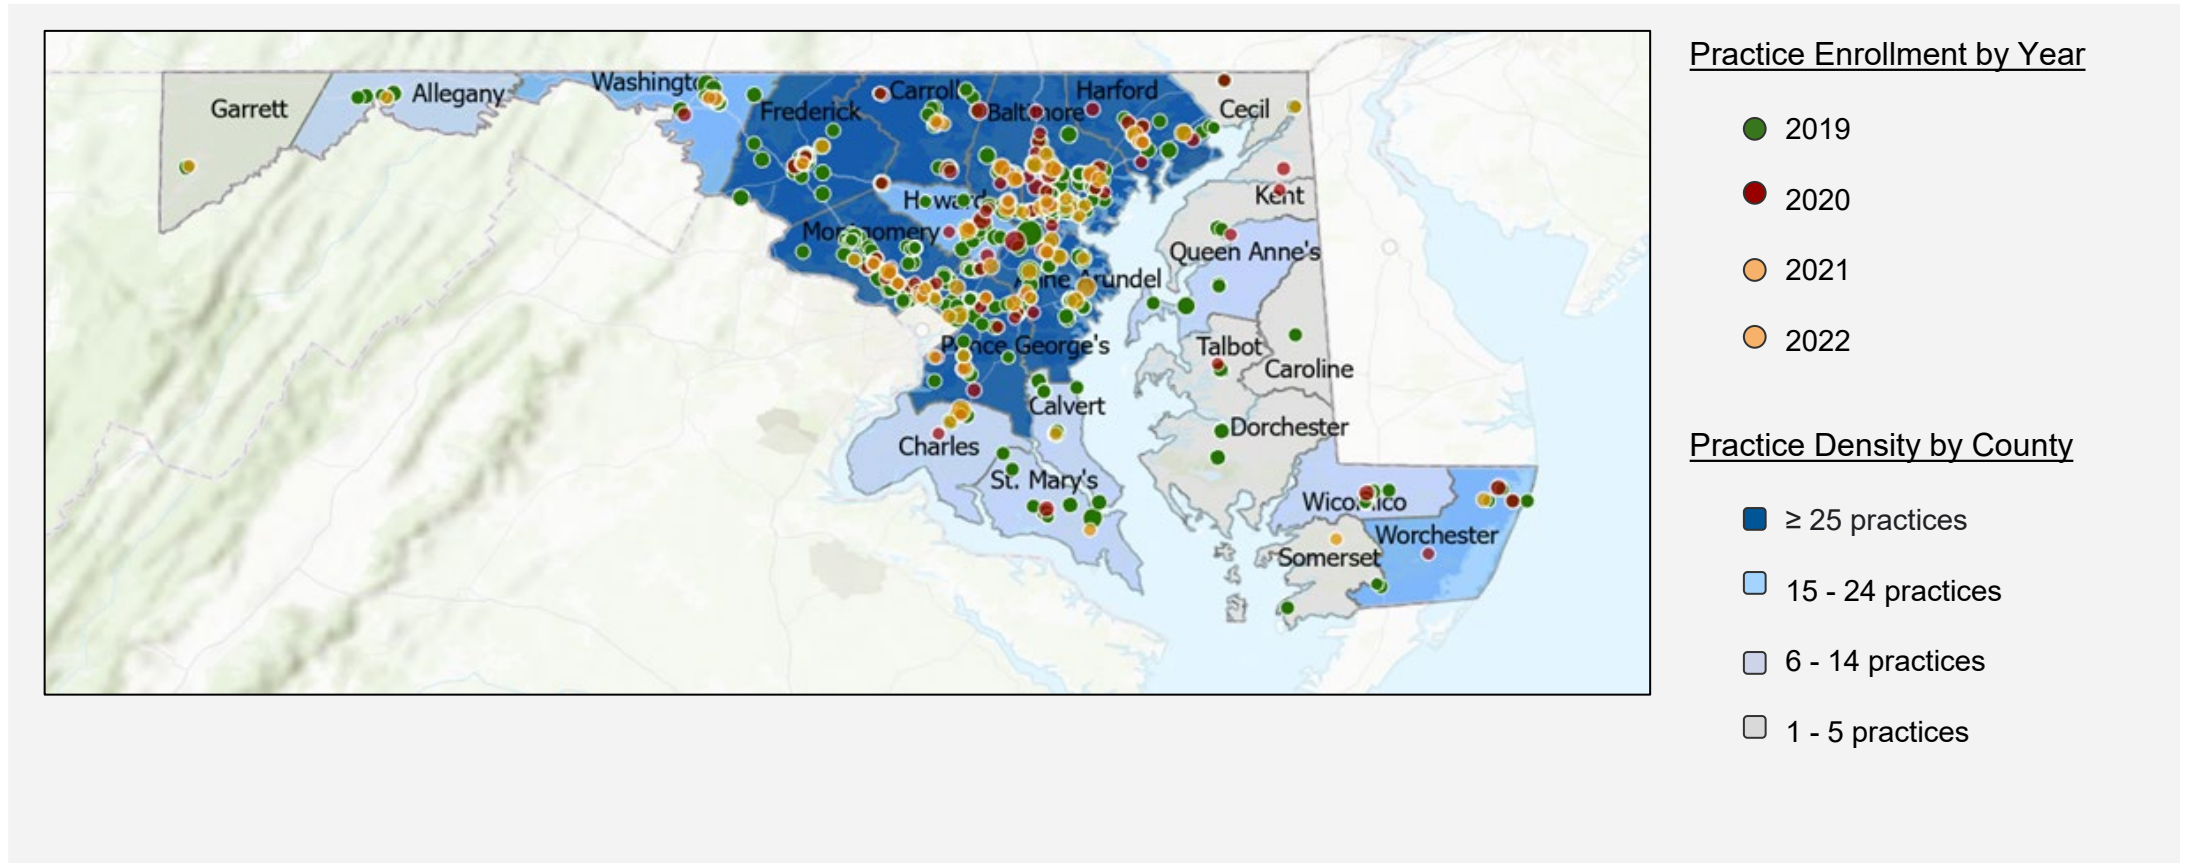 Practice Enrollment by Year
2019
2020
2021
2022
Practice Density by County
≥ 25 practices
15 - 24 practices
6 - 14 practices
1 - 5 practices
Garrett
Allegany
Washingto
Frederick
Carroll
Baltimore
Harford
Cecil
Howard
Kent
Montgomery
Queen Anne's
Anne Arundel
Prince George's
Talbot
Caroline
Calvert
Charles
Dorchester
St. Mary's
Wicomico
Worchester
Somerset